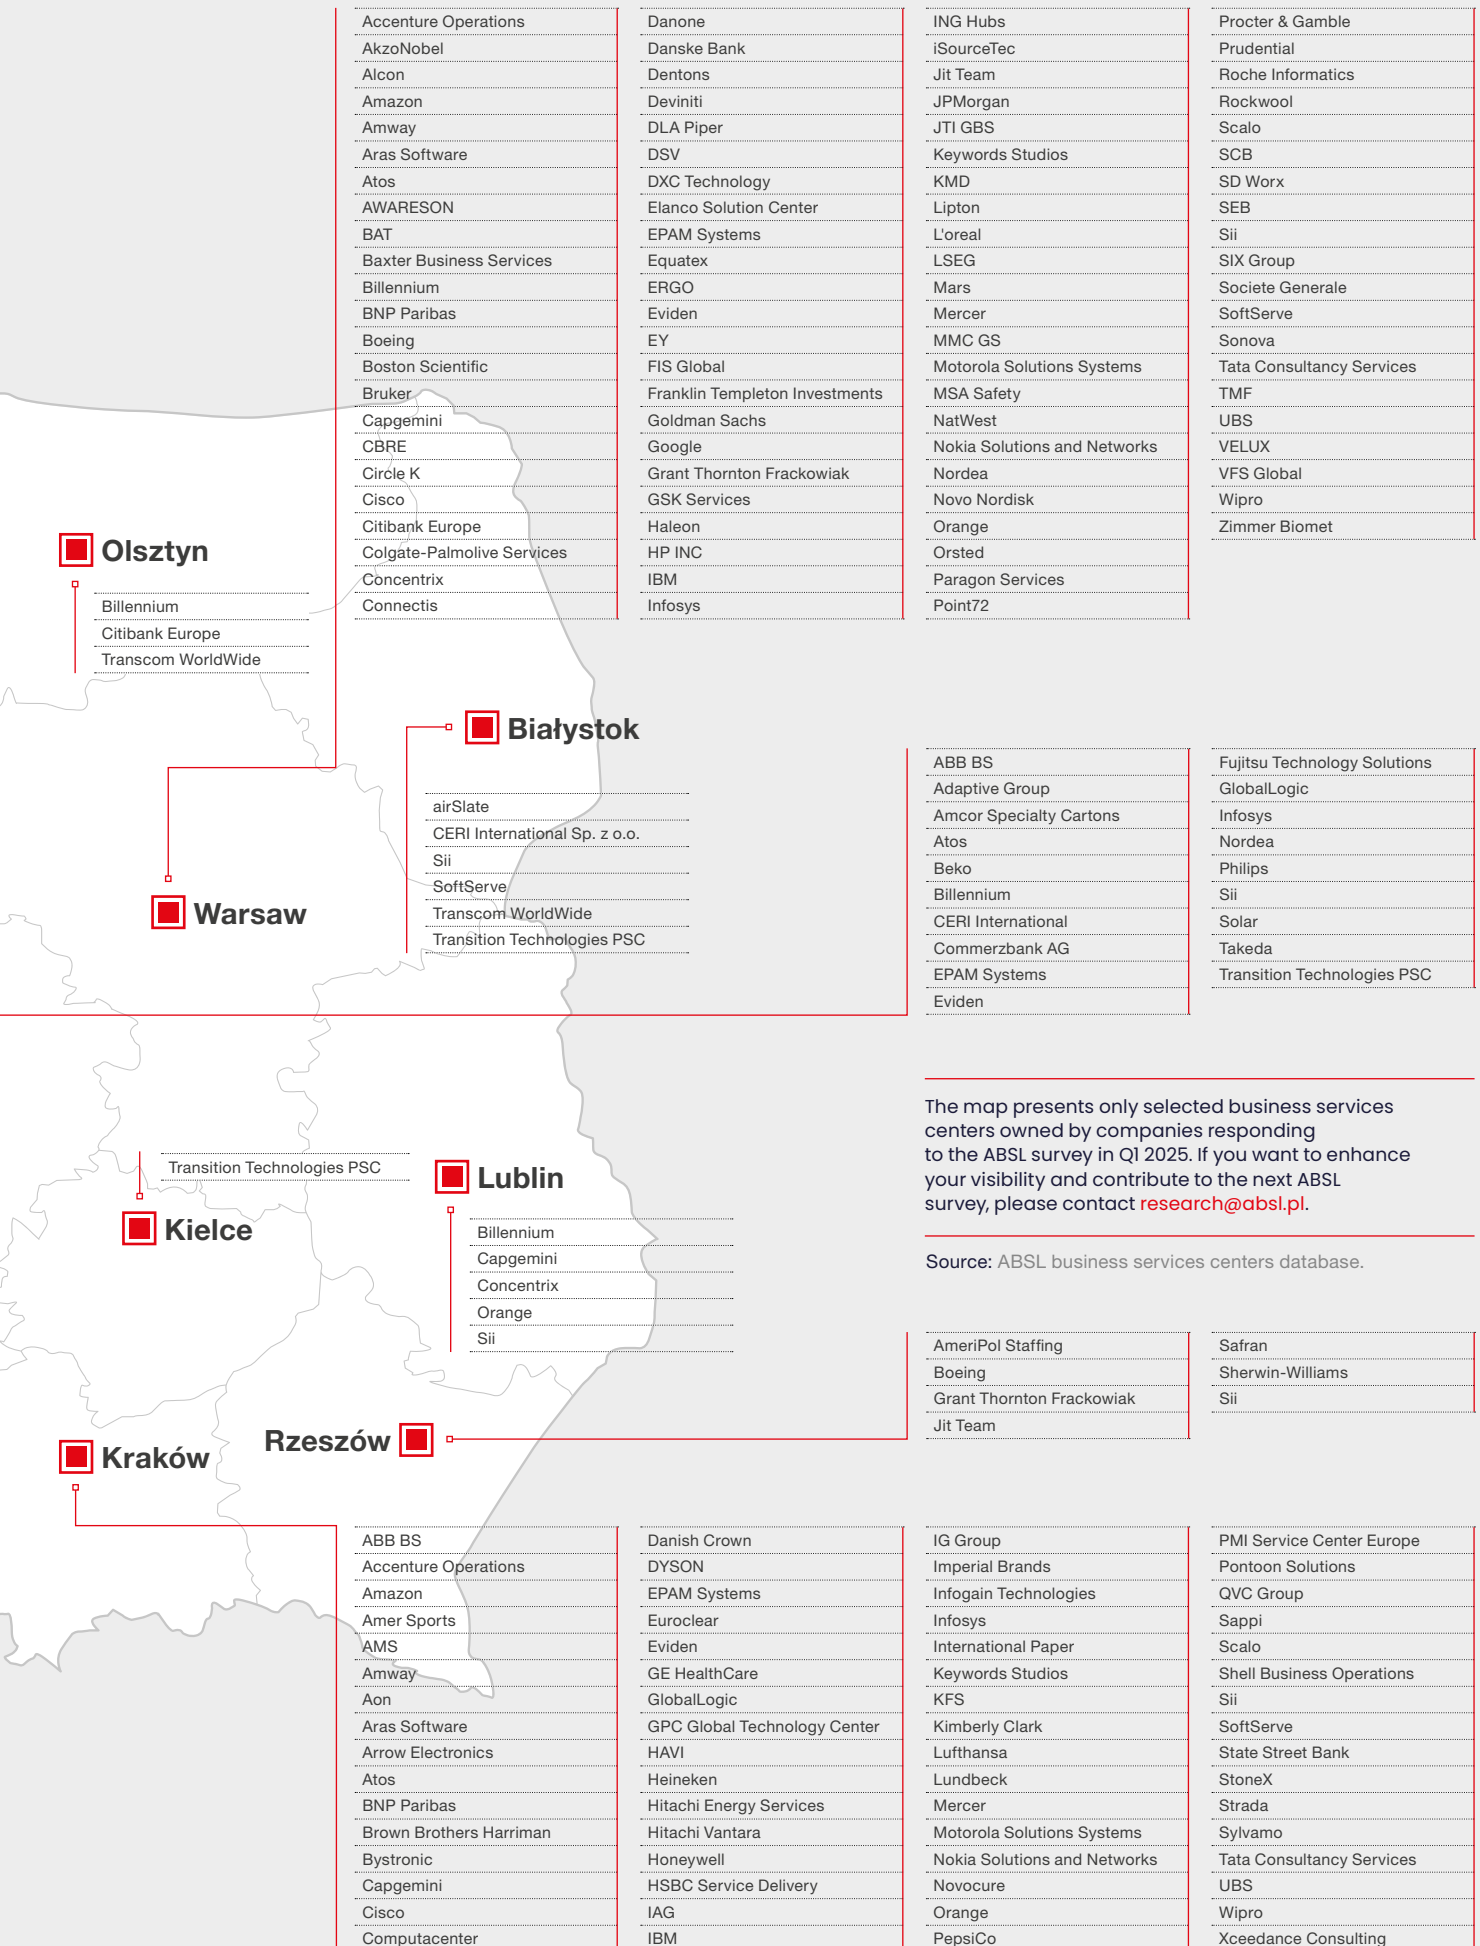 Accenture Operations
AkzoNobel
Alcon
Amazon
Amway
Aras Software
Atos
AWARESON
BAT
Baxter Business Services
Billennium
BNP Paribas
Boeing
Boston Scientific
Bruker
Capgemini
CBRE
Circle K
Cisco
Citibank Europe
Colgate-Palmolive Services
Concentrix
Connectis
Danone
Danske Bank
Dentons
Deviniti
DLA Piper
DSV
DXC Technology
Elanco Solution Center
EPAM Systems
Equatex
ERGO
Eviden
EY
FIS Global
Franklin Templeton Investments
Goldman Sachs
Google
Grant Thornton Frackowiak
GSK Services
Haleon
HP INC
IBM
Infosys
ING Hubs
iSourceTec
Jit Team
JPMorgan
JTI GBS
Keywords Studios
KMD
Lipton
L'oreal
LSEG
Mars
Mercer
MMC GS
Motorola Solutions Systems
MSA Safety
NatWest
Nokia Solutions and Networks
Nordea
Novo Nordisk
Orange
Orsted
Paragon Services
Point72
Procter & Gamble
Prudential
Roche Informatics
Rockwool
Scalo
SCB
SD Worx
SEB
Sii
SIX Group
Societe Generale
SoftServe
Sonova
Tata Consultancy Services
TMF
UBS
VELUX
VFS Global
Wipro
Zimmer Biomet
Olsztyn
Billennium
Citibank Europe
Transcom WorldWide
Białystok
airSlate
CERI International Sp. z o.o.
Sii
SoftServe
Transcom WorldWide
Transition Technologies PSC
Warsaw
ABB BS
Adaptive Group
Amcor Specialty Cartons
Atos
Beko
Billennium
CERI International
Commerzbank AG
EPAM Systems
Eviden
Fujitsu Technology Solutions
GlobalLogic
Infosys
Nordea
Philips
Sii
Solar
Takeda
Transition Technologies PSC
The map presents only selected business services
centers owned by companies responding
to the ABSL survey in Q1 2025. If you want to enhance
your visibility and contribute to the next ABSL
survey, please contact research@absl.pl.
Source: ABSL business services centers database.
Transition Technologies PSC
Kielce
Lublin
Billennium
Capgemini
Concentrix
Orange
Sii
AmeriPol Staffing
Boeing
Grant Thornton Frackowiak
Jit Team
Safran
Sherwin-Williams
Sii
Rzeszów
Kraków
ABB BS
Accenture Operations
Amazon
Amer Sports
AMS
Amway
Aon
Aras Software
Arrow Electronics
Atos
BNP Paribas
Brown Brothers Harriman
Bystronic
Capgemini
Cisco
Computacenter
Danish Crown
DYSON
EPAM Systems
Euroclear
Eviden
GE HealthCare
GlobalLogic
GPC Global Technology Center
HAVI
Heineken
Hitachi Energy Services
Hitachi Vantara
Honeywell
HSBC Service Delivery
IAG
IBM
IG Group
Imperial Brands
Infogain Technologies
Infosys
International Paper
Keywords Studios
KFS
Kimberly Clark
Lufthansa
Lundbeck
Mercer
Motorola Solutions Systems
Nokia Solutions and Networks
Novocure
Orange
PepsiCo
PMI Service Center Europe
Pontoon Solutions
QVC Group
Sappi
Scalo
Shell Business Operations
Sii
SoftServe
State Street Bank
StoneX
Strada
Sylvamo
Tata Consultancy Services
UBS
Wipro
Xceedance Consulting